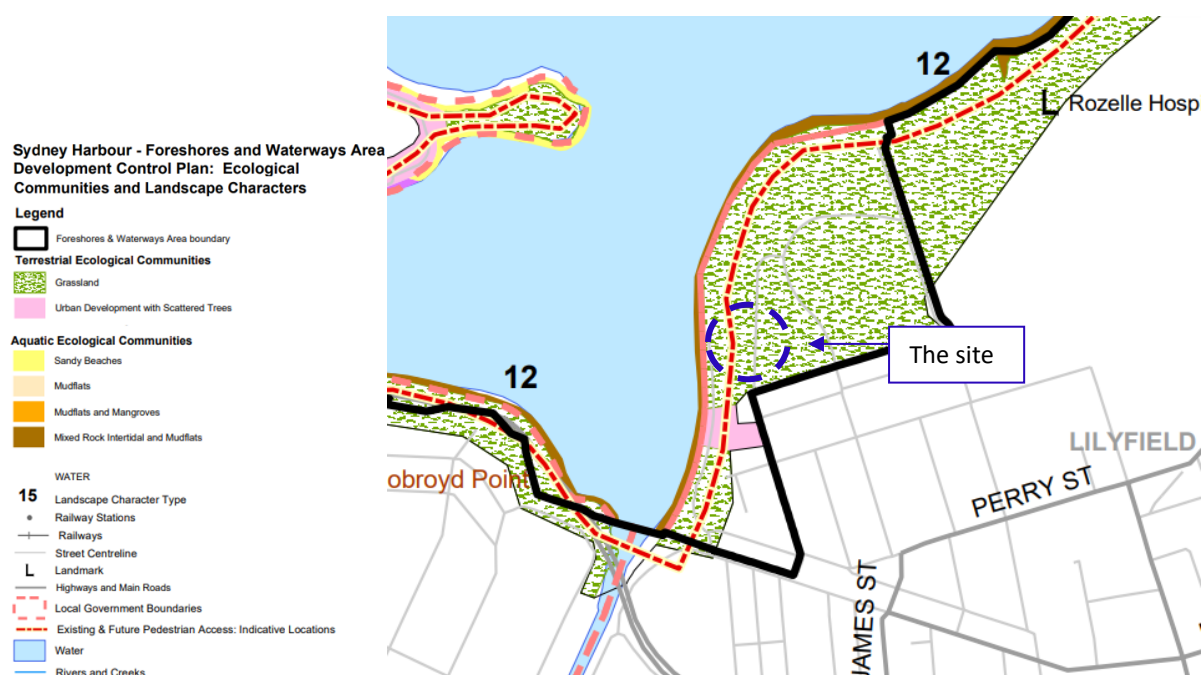 Sydney Harbour - Foreshores and Waterways Area
Development Control Plan: Ecological
Communities and Landscape Characters
Legend
Foreshores & Waterways Area boundary
Terrestrial Ecological Communities
Grassland
Urban Development with Scattered Trees
Aquatic Ecological Communities
Sandy Beaches
Mudflats
Mudflats and Mangroves
Mixed Rock Intertidal and Mudflats
WATER
15 Landscape Character Type
Railway Stations
Railways
Street Centreline
L Landmark
Highways and Main Roads
Local Government Boundaries
Existing & Future Pedestrian Access: Indicative Locations
Water
Rivers and Creeks
12
L Rozelle Hosp
The site
12
obroyd Point
LILYFIELD
PERRY ST
JAMES ST